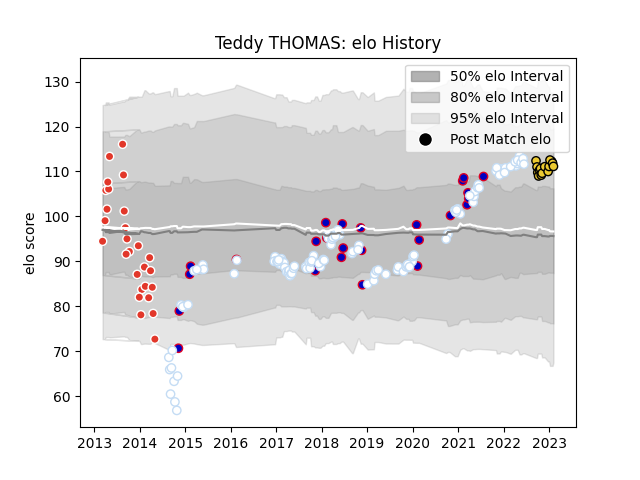 Teddy THOMAS: elo History
50% elo Interval
80% elo Interval
95% elo Interval
Post Match elo
elo score
130
120
110
100
90
80
70
60
2013 2014 2015 2016 2017 2018 2019 2020 2021 2022 2023